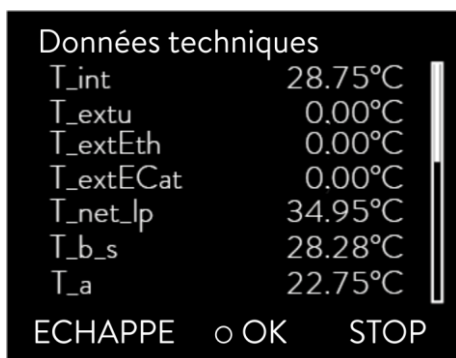 Données techniques
T_int 28.75°C
T_extu 0.00°C
T_extEth 0.00°C
T_extECat 0.00°C
T_net_lp 34.95°C
T_b_s 28.28°C
T_a 22.75°C
ECHAPPE ○ OK STOP